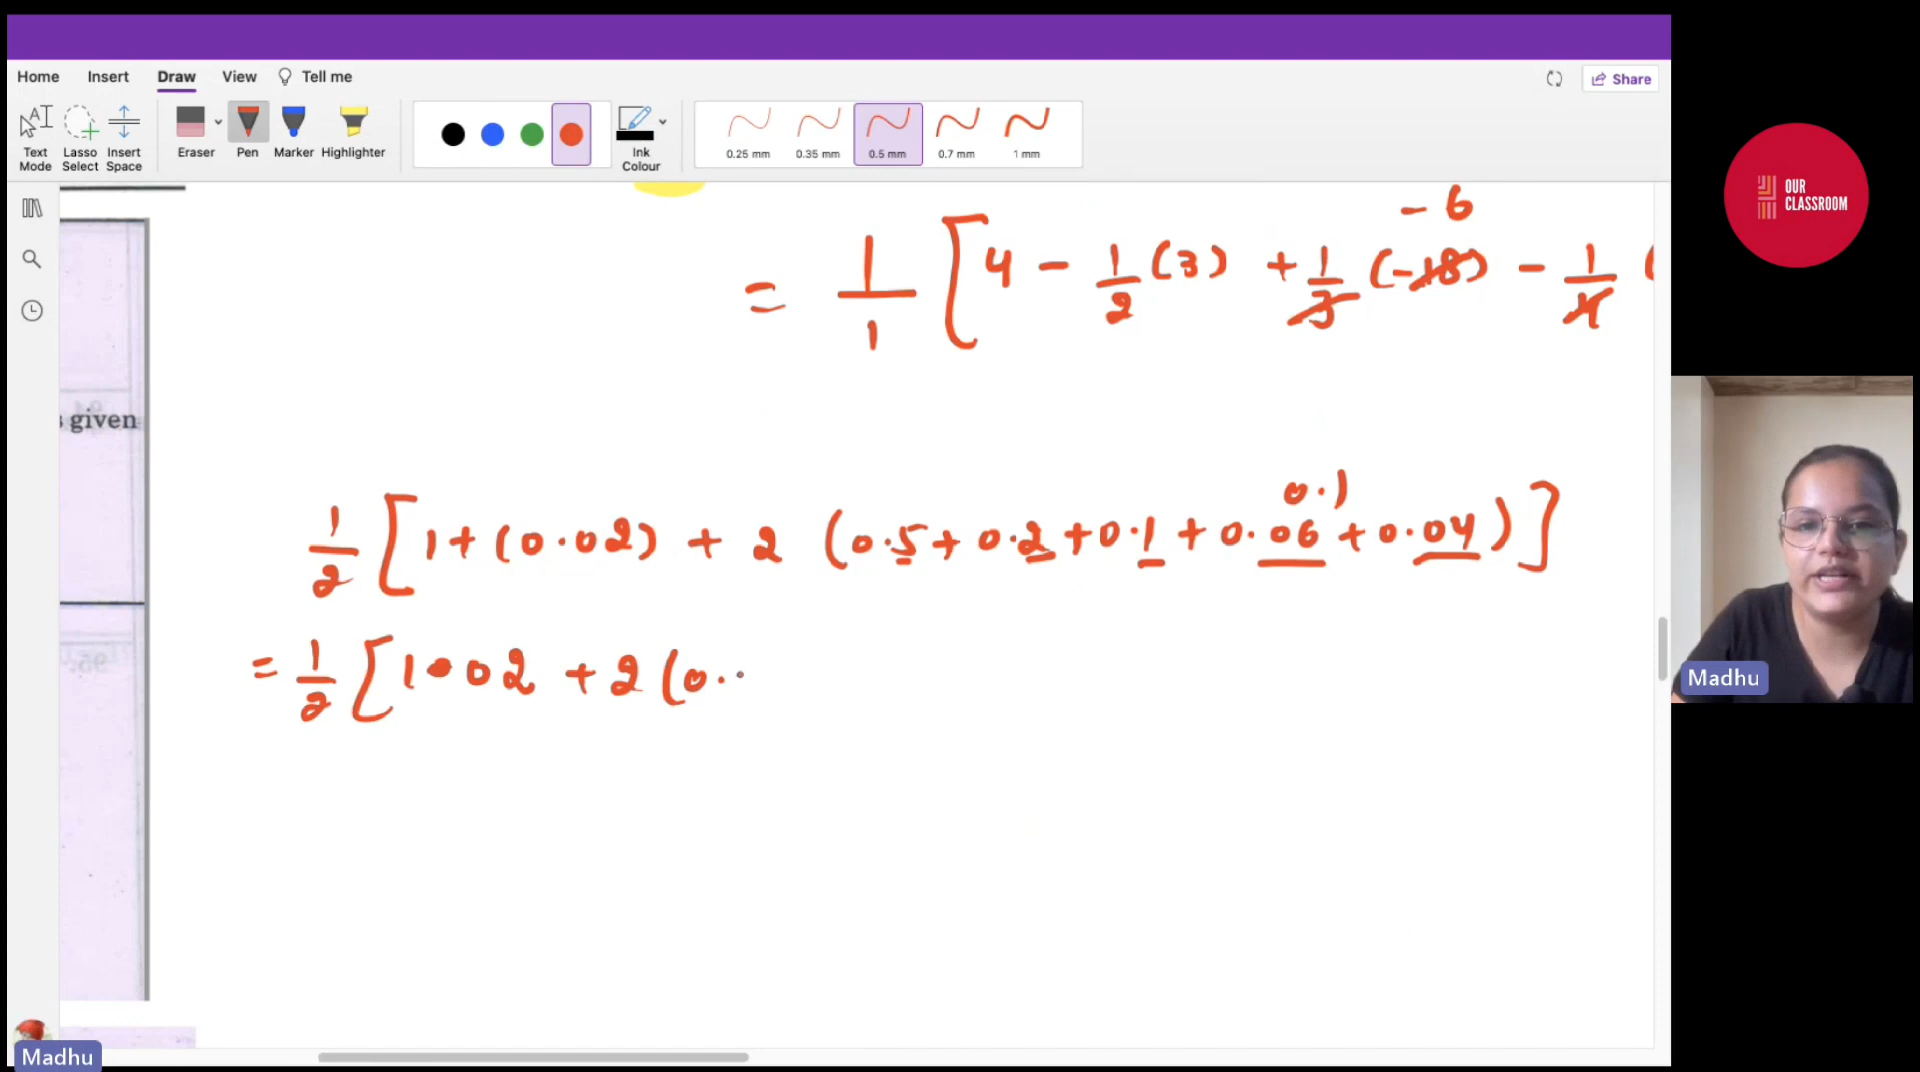 Home Insert Draw View Tell me
Share
Text Mode
Lasso Select
Insert Space
Eraser
Pen
Marker
Highlighter
Ink Colour
0.25 mm
0.35 mm
0.5 mm
0.7 mm
1 mm
OUR CLASSROOM
- 6
= 1/1 [ 4 - 1/2 (3) + 1/3 (-18) - 1/4 (
given
0.1
1/2 [ 1 + (0.02) + 2 (0.5 + 0.2 + 0.1 + 0.06 + 0.04) ]
= 1/2 [ 1.02 + 2 (0.
Madhu
Madhu